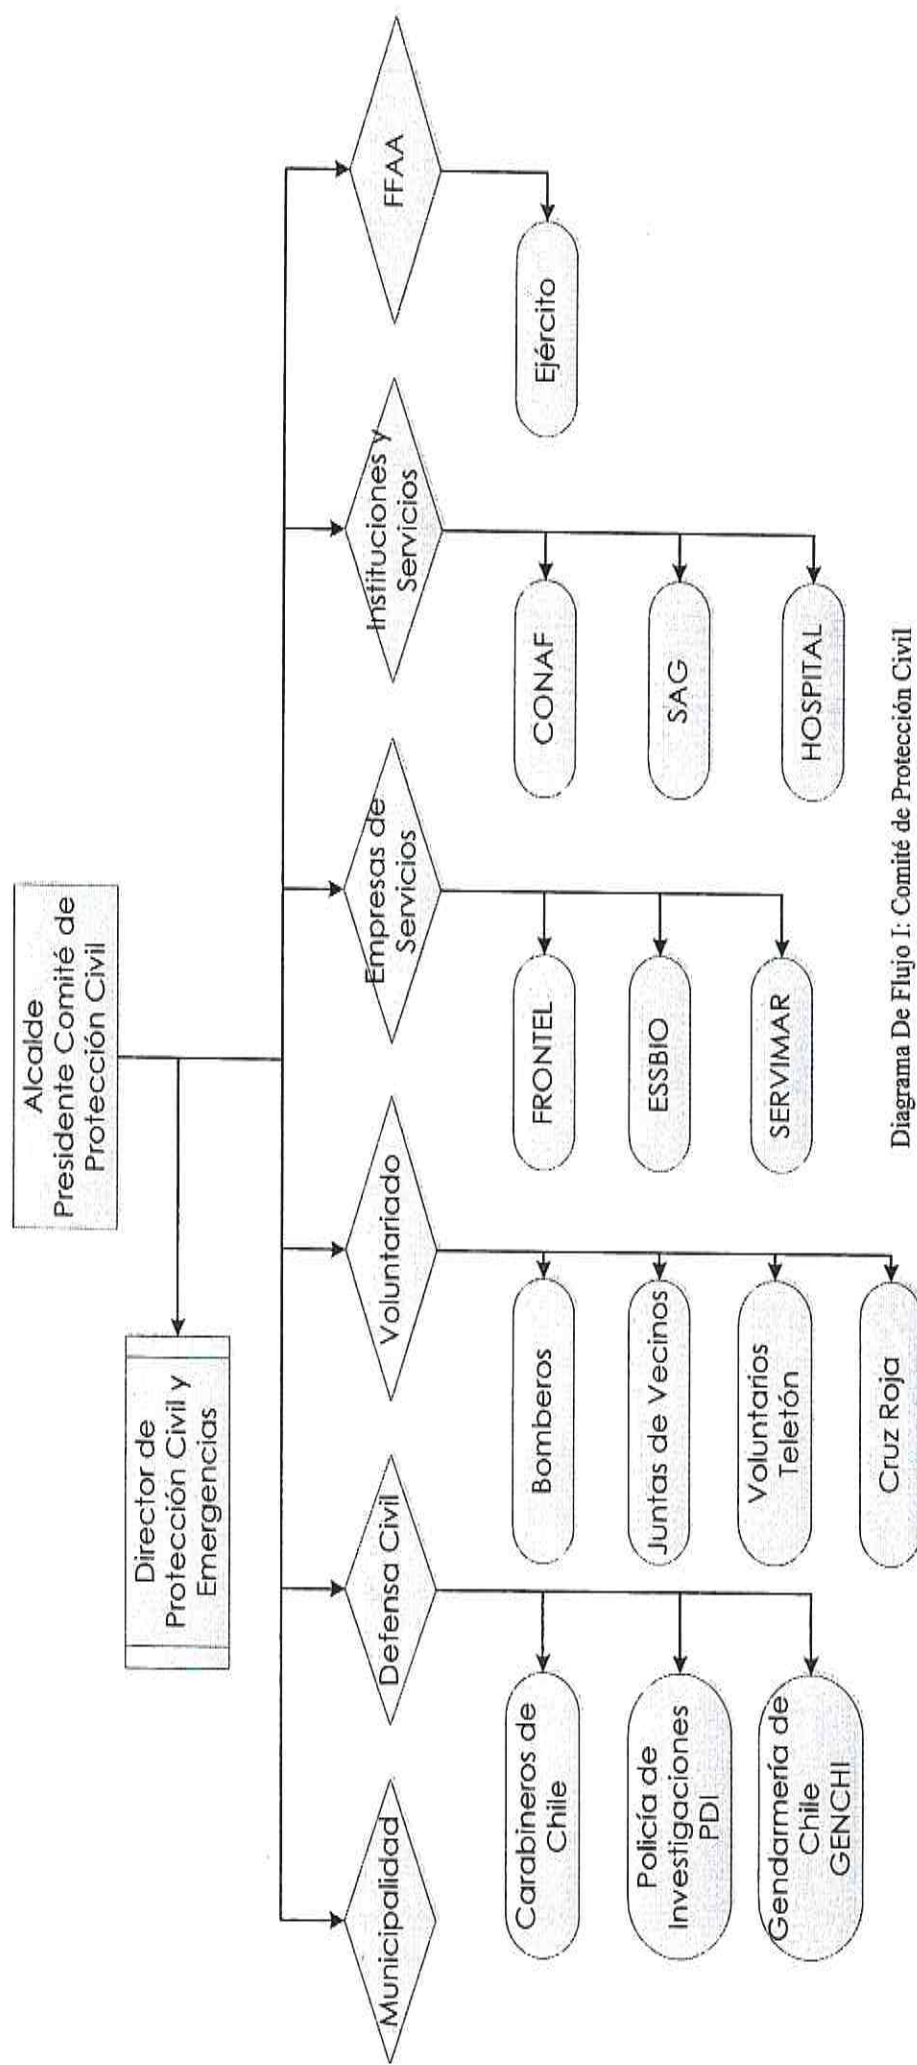 Alcalde
Presidente Comité de
Protección Civil
Director de
Protección Civil y
Emergencias
Municipalidad
Defensa Civil
Voluntariado
Empresas de
Servicios
Instituciones y
Servicios
FFAA
Carabineros de
Chile
Policía de
Investigaciones
PDI
Gendarmería de
Chile
GENCHI
Bomberos
Juntas de Vecinos
Voluntarios
Teletón
Cruz Roja
FRONTEL
ESSBIO
SERVIMAR
CONAF
SAG
HOSPITAL
Ejército
Diagrama De Flujo I: Comité de Protección Civil